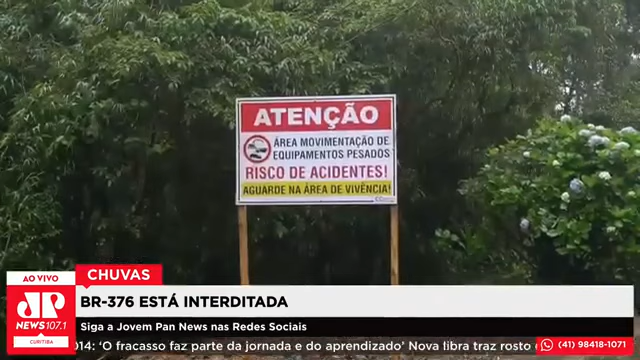 ATENÇÃO
ÁREA MOVIMENTAÇÃO DE
EQUIPAMENTOS PESADOS
RISCO DE ACIDENTES!
AGUARDE NA ÁREA DE VIVÊNCIA!
AO VIVO
CHUVAS
JP
NEWS 107.1
CURITIBA
BR-376 ESTÁ INTERDITADA
Siga a Jovem Pan News nas Redes Sociais
014: ‘O fracasso faz parte da jornada e do aprendizado’ Nova libra traz rosto
(41) 98418-1071